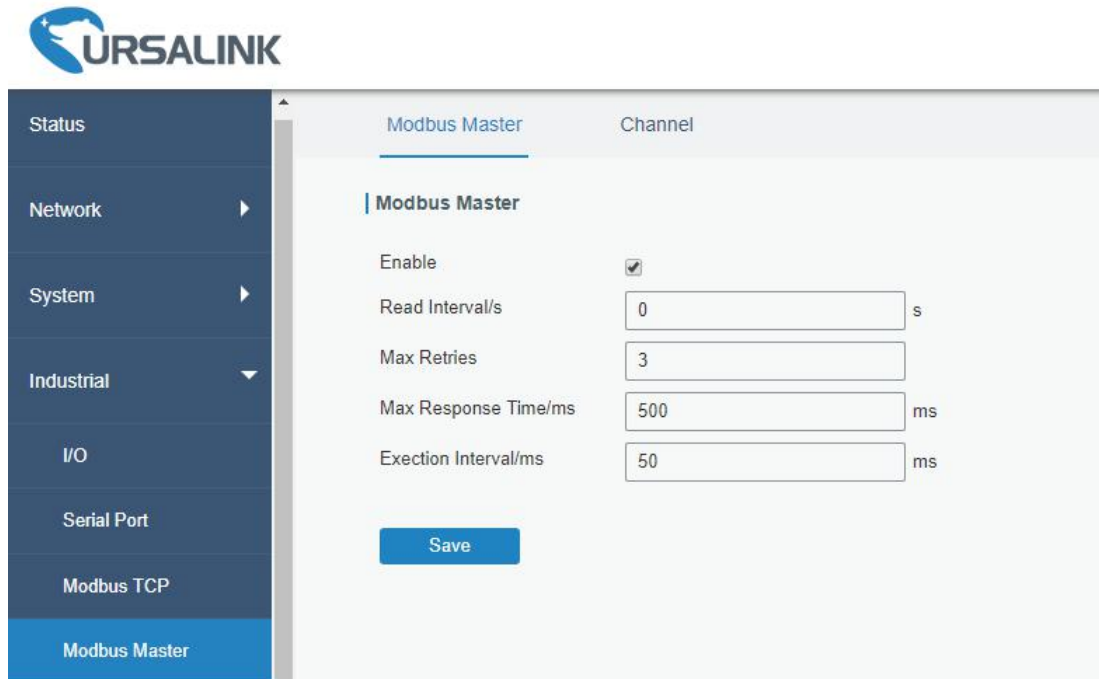 URSALINK
Status
Network
System
Industrial
I/O
Serial Port
Modbus TCP
Modbus Master
Modbus Master Channel
Modbus Master
Enable
Read Interval/s 0 s
Max Retries 3
Max Response Time/ms 500 ms
Exection Interval/ms 50 ms
Save